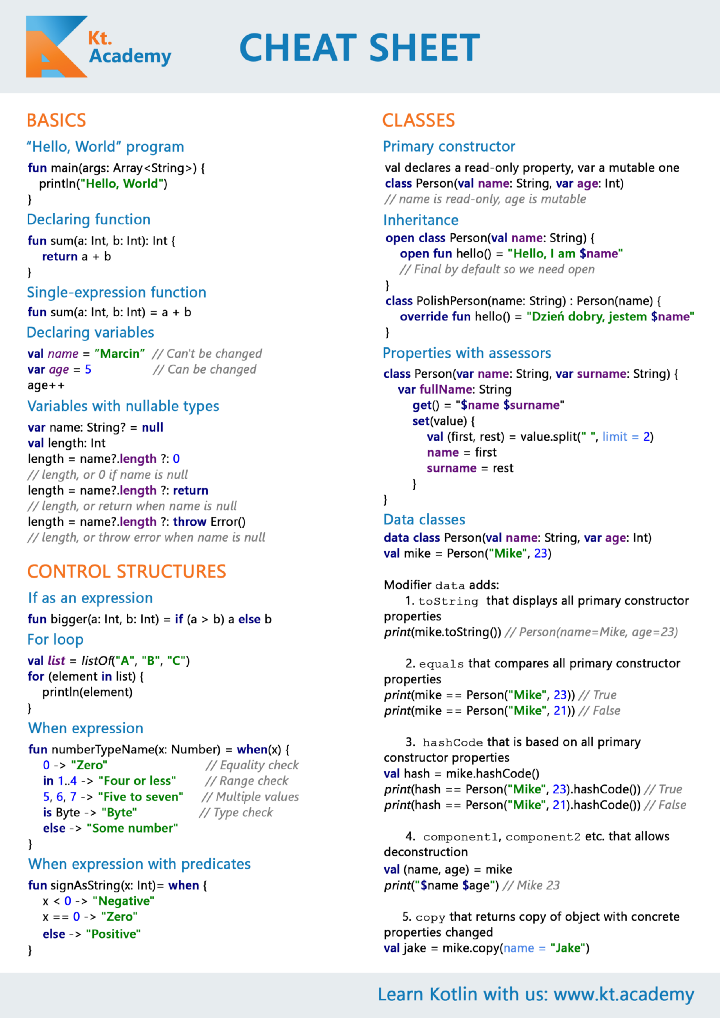 Kt.
Academy
CHEAT SHEET
BASICS
"Hello, World" program
fun main(args: Array<String>) {
println("Hello, World")
}
Declaring function
fun sum(a: Int, b: Int): Int {
return a + b
}
Single-expression function
fun sum(a: Int, b: Int) = a + b
Declaring variables
val name = "Marcin" // Can't be changed
var age = 5 // Can be changed
age++
Variables with nullable types
var name: String? = null
val length: Int
length = name?.length ?: 0
// length, or 0 if name is null
length = name?.length ?: return
// length, or return when name is null
length = name?.length ?: throw Error()
// length, or throw error when name is null
CONTROL STRUCTURES
If as an expression
fun bigger(a: Int, b: Int) = if (a > b) a else b
For loop
val list = listOf("A", "B", "C")
for (element in list) {
println(element)
}
When expression
fun numberTypeName(x: Number) = when(x) {
0 -> "Zero" // Equality check
in 1..4 -> "Four or less" // Range check
5, 6, 7 -> "Five to seven" // Multiple values
is Byte -> "Byte" // Type check
else -> "Some number"
}
When expression with predicates
fun signAsString(x: Int)= when {
x < 0 -> "Negative"
x == 0 -> "Zero"
else -> "Positive"
}
CLASSES
Primary constructor
val declares a read-only property, var a mutable one
class Person(val name: String, var age: Int)
// name is read-only, age is mutable
Inheritance
open class Person(val name: String) {
open fun hello() = "Hello, I am $name"
// Final by default so we need open
}
class PolishPerson(name: String) : Person(name) {
override fun hello() = "Dzień dobry, jestem $name"
}
Properties with assessors
class Person(var name: String, var surname: String) {
var fullName: String
get() = "$name $surname"
set(value) {
val (first, rest) = value.split(" ", limit = 2)
name = first
surname = rest
}
}
Data classes
data class Person(val name: String, var age: Int)
val mike = Person("Mike", 23)
Modifier data adds:
1. toString that displays all primary constructor
properties
print(mike.toString()) // Person(name=Mike, age=23)
2. equals that compares all primary constructor
properties
print(mike == Person("Mike", 23)) // True
print(mike == Person("Mike", 21)) // False
3. hashCode that is based on all primary
constructor properties
val hash = mike.hashCode()
print(hash == Person("Mike", 23).hashCode()) // True
print(hash == Person("Mike", 21).hashCode()) // False
4. component1, component2 etc. that allows
deconstruction
val (name, age) = mike
print("$name $age") // Mike 23
5. copy that returns copy of object with concrete
properties changed
val jake = mike.copy(name = "Jake")
Learn Kotlin with us: www.kt.academy